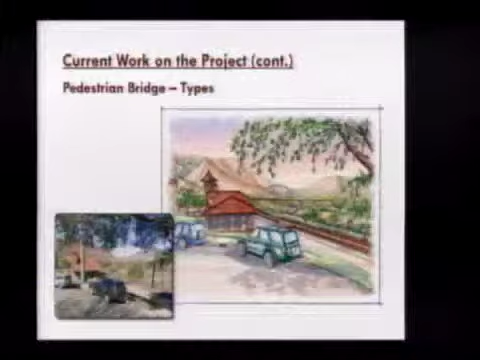 Current Work on the Project (cont.)
Pedestrian Bridge – Types